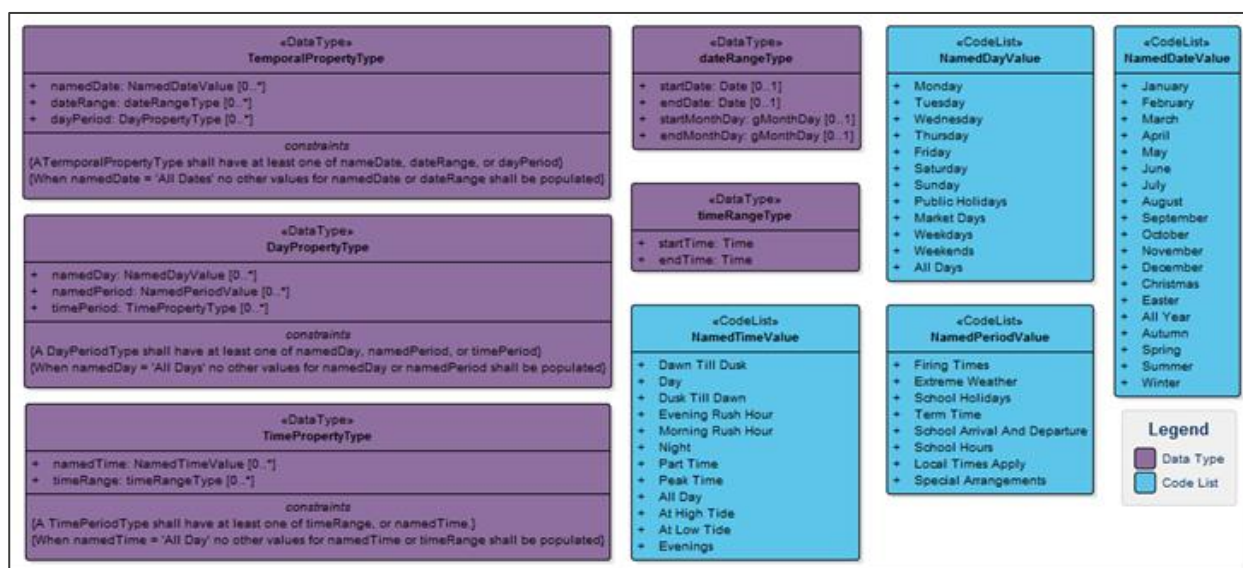 «DataType»
TemporalPropertyType
+ namedDate: NamedDateValue [0..*]
+ dateRange: dateRangeType [0..*]
+ dayPeriod: DayPropertyType [0..*]
constraints
{ATermporalPropertyType shall have at least one of nameDate, dateRange, or dayPeriod}
{When namedDate = 'All Dates' no other values for namedDate or dateRange shall be populated}
«DataType»
DayPropertyType
+ namedDay: NamedDayValue [0..*]
+ namedPeriod: NamedPeriodValue [0..*]
+ timePeriod: TimePropertyType [0..*]
constraints
{A DayPeriodType shall have at least one of namedDay, namedPeriod, or timePeriod}
{When namedDay = 'All Days' no other values for namedDay or namedPeriod shall be populated}
«DataType»
TimePropertyType
+ namedTime: NamedTimeValue [0..*]
+ timeRange: timeRangeType [0..*]
constraints
{A TimePeriodType shall have at least one of timeRange, or namedTime.}
{When namedTime = 'All Day' no other values for namedTime or timeRange shall be populated}
«DataType»
dateRangeType
+ startDate: Date [0..1]
+ endDate: Date [0..1]
+ startMonthDay: gMonthDay [0..1]
+ endMonthDay: gMonthDay [0..1]
«DataType»
timeRangeType
+ startTime: Time
+ endTime: Time
«CodeList»
NamedTimeValue
+ Dawn Till Dusk
+ Day
+ Dusk Till Dawn
+ Evening Rush Hour
+ Morning Rush Hour
+ Night
+ Part Time
+ Peak Time
+ All Day
+ At High Tide
+ At Low Tide
+ Evenings
«CodeList»
NamedDayValue
+ Monday
+ Tuesday
+ Wednesday
+ Thursday
+ Friday
+ Saturday
+ Sunday
+ Public Holidays
+ Market Days
+ Weekdays
+ Weekends
+ All Days
«CodeList»
NamedPeriodValue
+ Firing Times
+ Extreme Weather
+ School Holidays
+ Term Time
+ School Arrival And Departure
+ School Hours
+ Local Times Apply
+ Special Arrangements
«CodeList»
NamedDateValue
+ January
+ February
+ March
+ April
+ May
+ June
+ July
+ August
+ September
+ October
+ November
+ December
+ Christmas
+ Easter
+ All Year
+ Autumn
+ Spring
+ Summer
+ Winter
Legend
Data Type
Code List